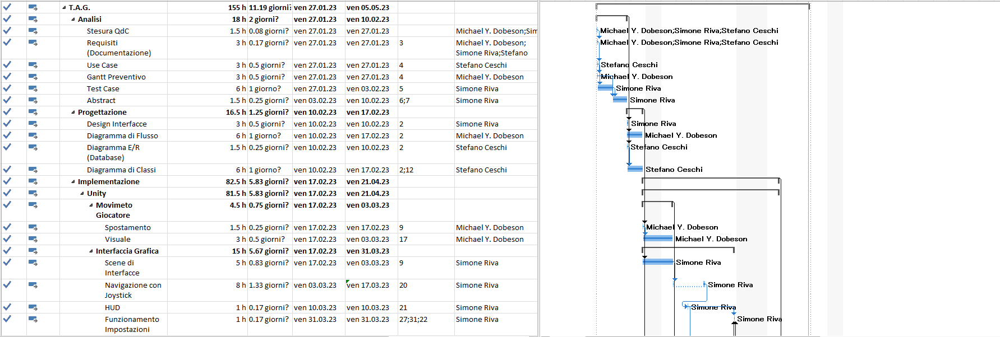 T.A.G. 155 h 11.19 giorni? ven 27.01.23 ven 05.05.23
Analisi 18 h 2 giorni? ven 27.01.23 ven 10.02.23
Stesura QdC 1.5 h 0.08 giorni? ven 27.01.23 ven 27.01.23 Michael Y. Dobeson;Sim Michael Y. Dobeson;Simone Riva;Stefano Ceschi
Requisiti 3 h 0.17 giorni? ven 27.01.23 ven 27.01.23 3 Michael Y. Dobeson; Michael Y. Dobeson;Simone Riva;Stefano Ceschi
(Documentazione) Simone Riva;Stefano
Use Case 3 h 0.5 giorni? ven 27.01.23 ven 27.01.23 4 Stefano Ceschi Stefano Ceschi
Gantt Preventivo 3 h 0.5 giorni? ven 27.01.23 ven 27.01.23 4 Michael Y. Dobeson Michael Y. Dobeson
Test Case 6 h 1 giorno? ven 27.01.23 ven 03.02.23 5 Simone Riva Simone Riva
Abstract 1.5 h 0.25 giorni? ven 03.02.23 ven 10.02.23 6;7 Simone Riva Simone Riva
Progettazione 16.5 h 1.25 giorni? ven 10.02.23 ven 17.02.23
Design Interfacce 3 h 0.5 giorni? ven 10.02.23 ven 10.02.23 2 Simone Riva Simone Riva
Diagramma di Flusso 6 h 1 giorno? ven 10.02.23 ven 17.02.23 2 Michael Y. Dobeson Michael Y. Dobeson
Diagramma E/R 1.5 h 0.25 giorni? ven 10.02.23 ven 10.02.23 2 Stefano Ceschi Stefano Ceschi
(Database)
Diagramma di Classi 6 h 1 giorno? ven 10.02.23 ven 17.02.23 2;12 Stefano Ceschi Stefano Ceschi
Implementazione 82.5 h 5.83 giorni? ven 17.02.23 ven 21.04.23
Unity 81.5 h 5.83 giorni? ven 17.02.23 ven 21.04.23
Movimeto 4.5 h 0.75 giorni? ven 17.02.23 ven 03.03.23
Giocatore
Spostamento 1.5 h 0.25 giorni? ven 17.02.23 ven 17.02.23 9 Michael Y. Dobeson Michael Y. Dobeson
Visuale 3 h 0.5 giorni? ven 17.02.23 ven 03.03.23 17 Michael Y. Dobeson Michael Y. Dobeson
Interfaccia Grafica 15 h 5.67 giorni? ven 17.02.23 ven 31.03.23
Scene di 5 h 0.83 giorni? ven 17.02.23 ven 03.03.23 9 Simone Riva Simone Riva
Interfacce
Navigazione con 8 h 1.33 giorni? ven 03.03.23 ven 17.03.23 20 Simone Riva Simone Riva
Joystick
HUD 1 h 0.17 giorni? ven 10.03.23 ven 10.03.23 21 Simone Riva Simone Riva
Funzionamento 1 h 0.17 giorni? ven 31.03.23 ven 31.03.23 27;31;22 Simone Riva Simone Riva
Impostazioni